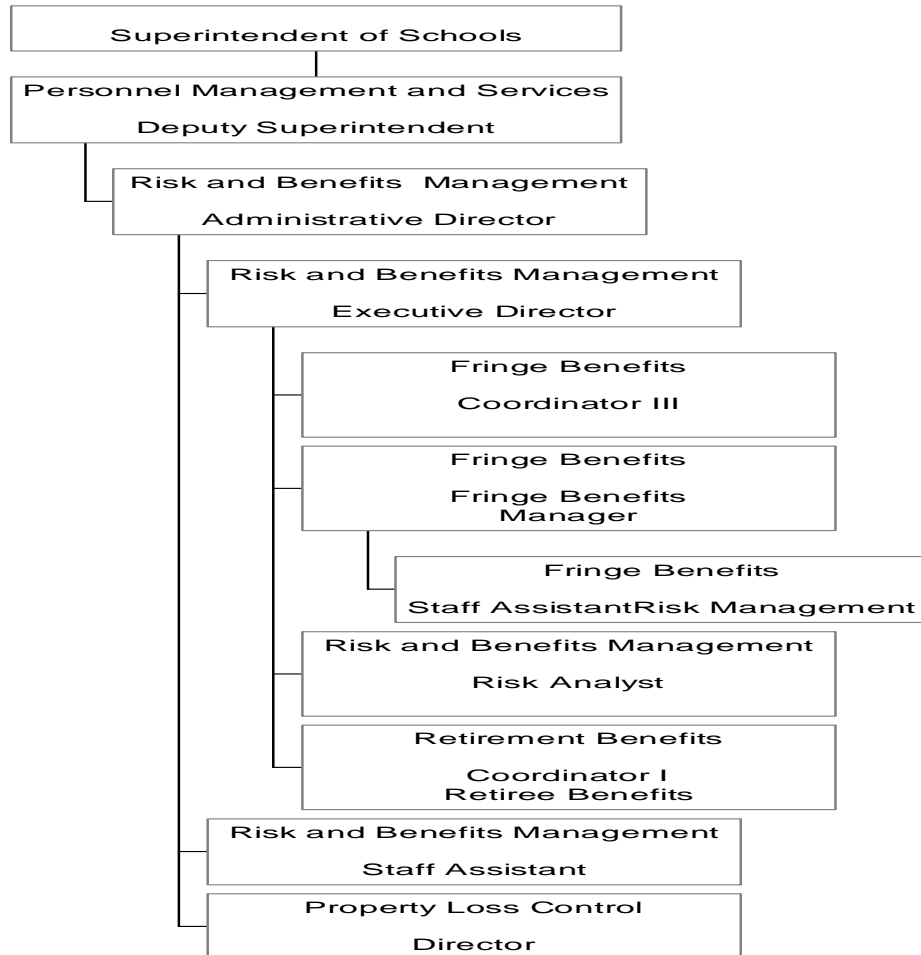 Superintendent of Schools
Personnel Management and Services
Deputy Superintendent
Risk and Benefits Management
Administrative Director
Risk and Benefits Management
Executive Director
Fringe Benefits
Coordinator III
Fringe Benefits
Fringe Benefits
Manager
Fringe Benefits
Staff AssistantRisk Management
Risk and Benefits Management
Risk Analyst
Retirement Benefits
Coordinator I
Retiree Benefits
Risk and Benefits Management
Staff Assistant
Property Loss Control
Director